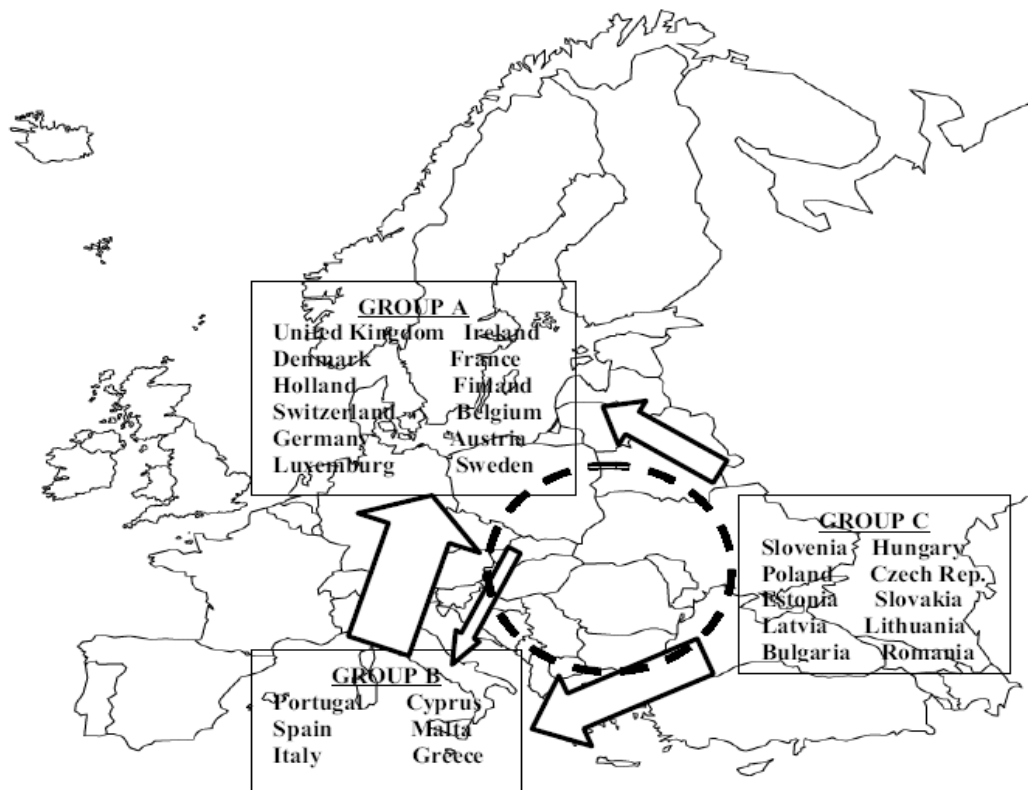 GROUP A
United Kingdom Ireland
Denmark France
Holland Finland
Switzerland Belgium
Germany Austria
Luxemburg Sweden
GROUP C
Slovenia Hungary
Poland Czech Rep.
Estonia Slovakia
Latvia Lithuania
Bulgaria Romania
GROUP B
Portugal Cyprus
Spain Malta
Italy Greece